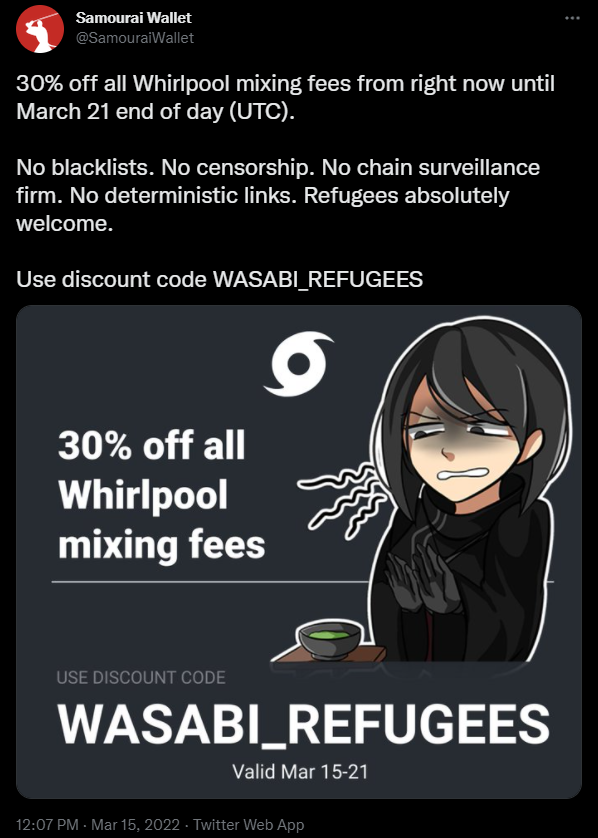 Samourai Wallet
@SamouraiWallet
30% off all Whirlpool mixing fees from right now until
March 21 end of day (UTC).
No blacklists. No censorship. No chain surveillance
firm. No deterministic links. Refugees absolutely
welcome.
Use discount code WASABI_REFUGEES
30% off all
Whirlpool
mixing fees
USE DISCOUNT CODE
WASABI_REFUGEES
Valid Mar 15-21
12:07 PM · Mar 15, 2022 · Twitter Web App